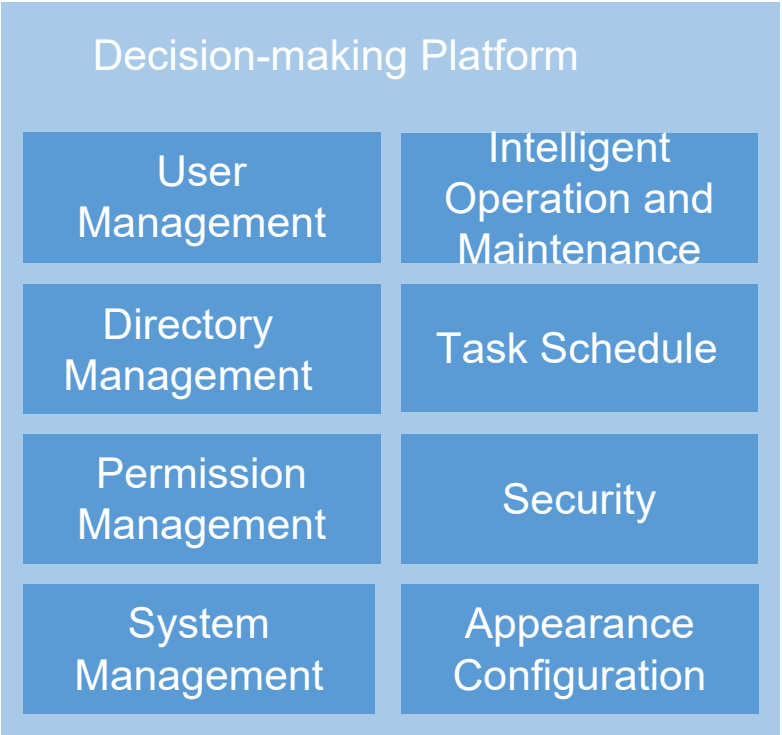 Decision-making Platform
User
Management
Intelligent
Operation and
Maintenance
Directory
Management
Task Schedule
Permission
Management
Security
System
Management
Appearance
Configuration